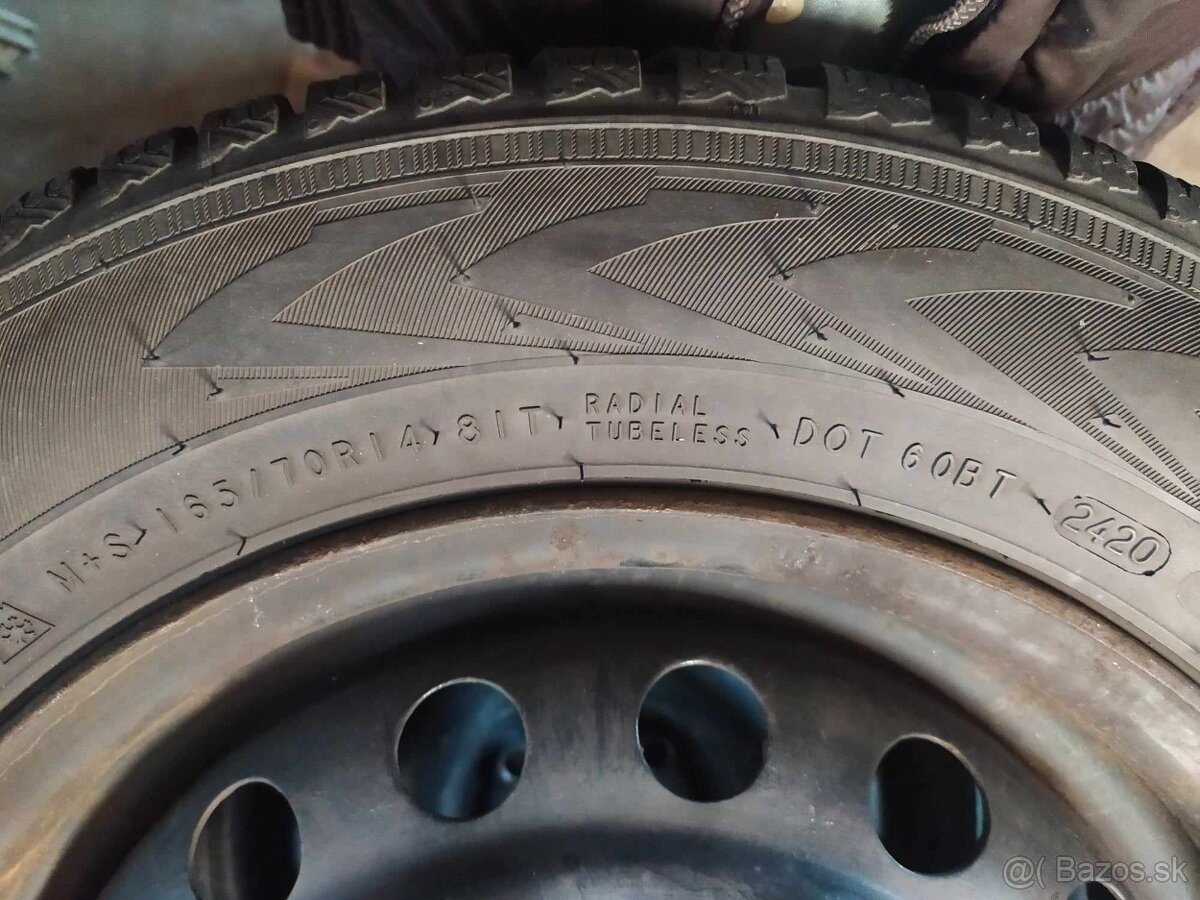 M+S 165/70R14 81T RADIAL TUBELESS DOT 60BT 2420
@( Bazos.sk